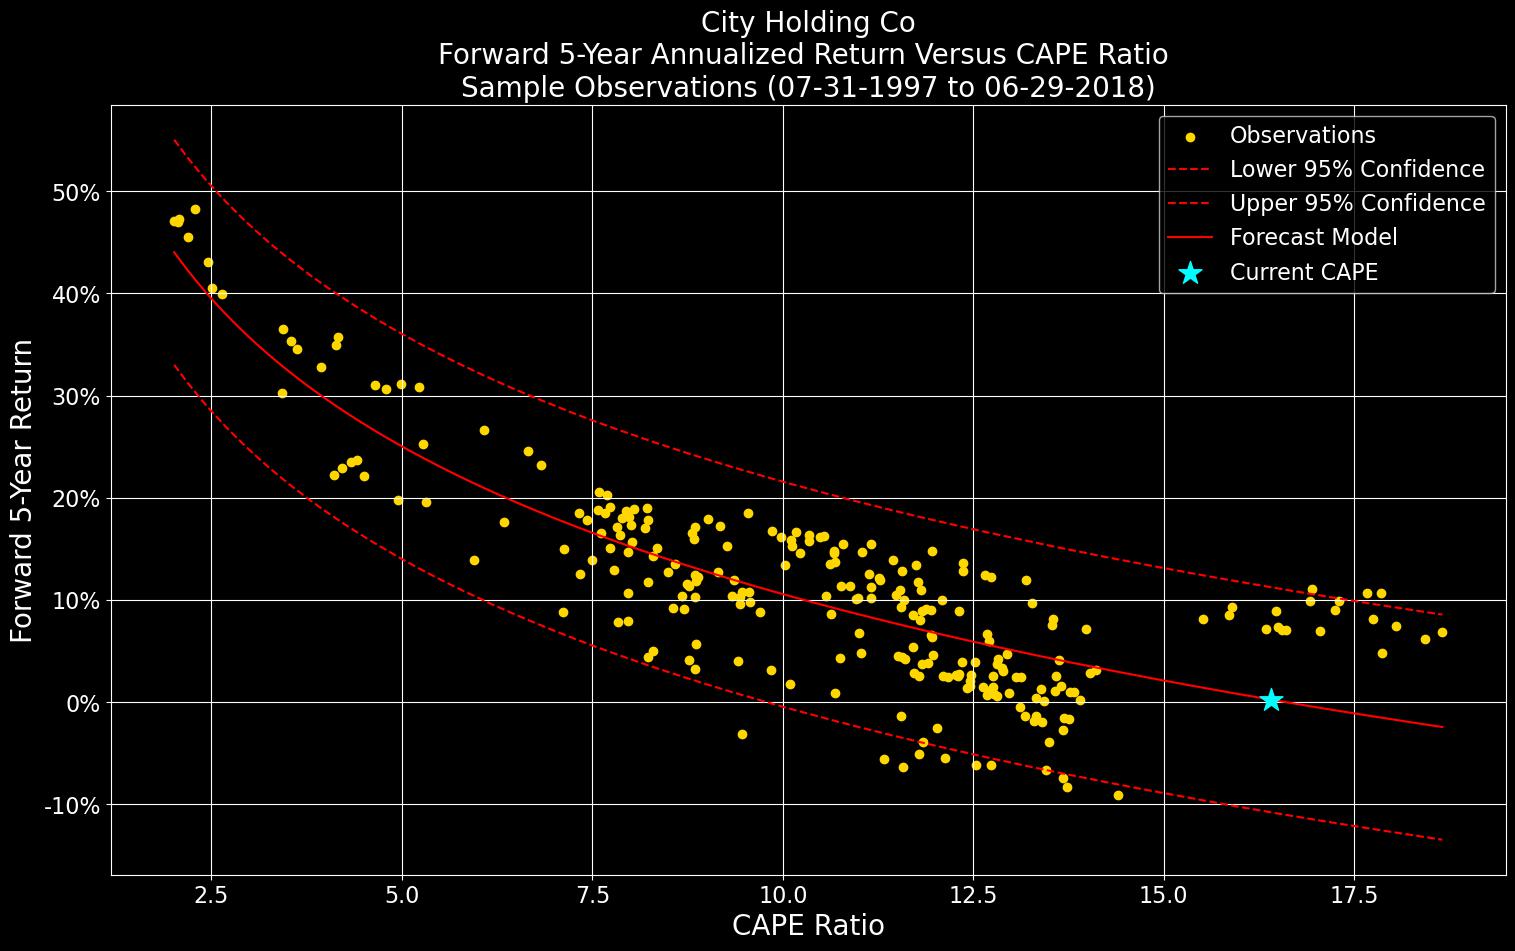 City Holding Co
Forward 5-Year Annualized Return Versus CAPE Ratio
Sample Observations (07-31-1997 to 06-29-2018)
Observations
Lower 95% Confidence
Upper 95% Confidence
Forecast Model
Current CAPE
Forward 5-Year Return
50%
40%
30%
20%
10%
0%
-10%
2.5 5.0 7.5 10.0 12.5 15.0 17.5
CAPE Ratio